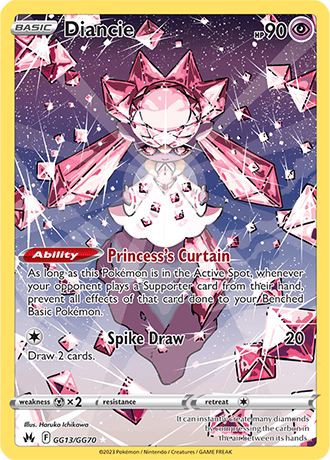 BASIC Diancie HP 90
Ability Princess's Curtain
As long as this Pokémon is in the Active Spot, whenever
your opponent plays a Supporter card from their hand,
prevent all effects of that card done to your Benched
Basic Pokémon.
Spike Draw 20
Draw 2 cards.
weakness ×2 resistance retreat
Illus. Haruko Ichikawa
It can instantly create many diamonds
by compressing the carbon in
the air between its hands.
F GG13/GG70
©2023 Pokémon / Nintendo / Creatures / GAME FREAK